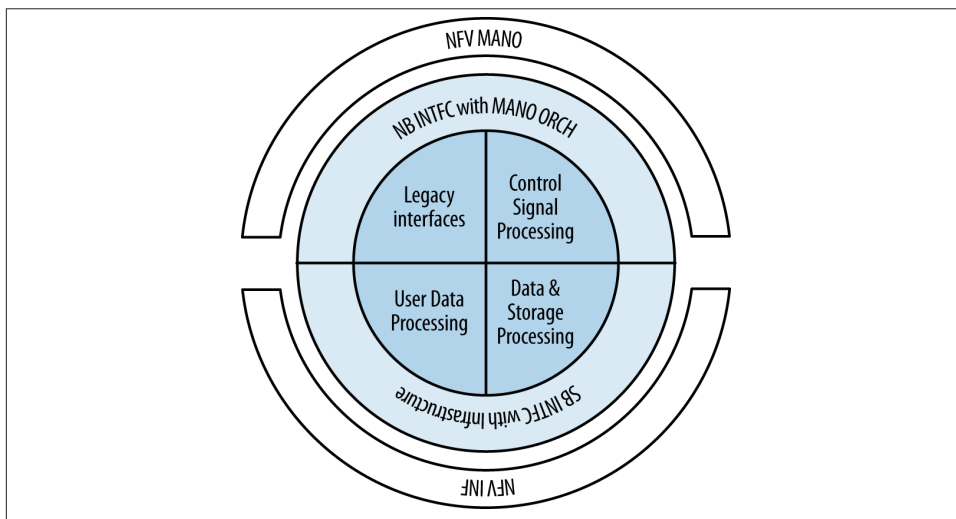 NFV MANO
NB INTFC with MANO ORCH
Legacy
interfaces
Control
Signal
Processing
User Data
Processing
Data &
Storage
Processing
SB INTFC with Infrastructure
NFV INF